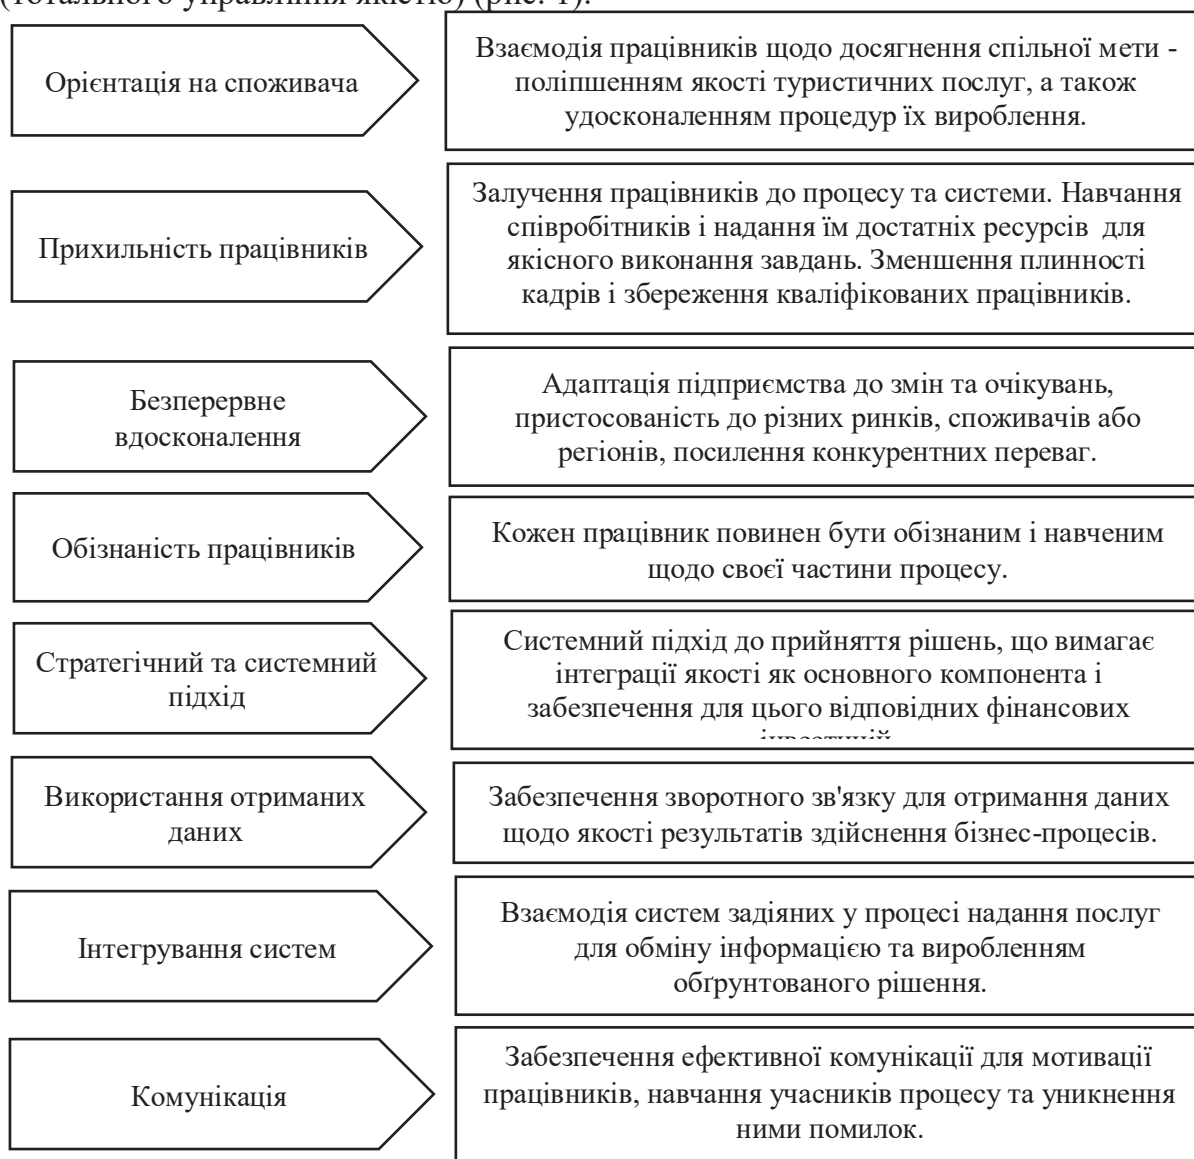 (тотального управління якістю) (рис. 1).
Орієнтація на споживача
Взаємодія працівників щодо досягнення спільної мети -
поліпшенням якості туристичних послуг, а також
удосконаленням процедур їх вироблення.
Прихильність працівників
Залучення працівників до процесу та системи. Навчання
співробітників і надання їм достатніх ресурсів для
якісного виконання завдань. Зменшення плинності
кадрів і збереження кваліфікованих працівників.
Безперервне
вдосконалення
Адаптація підприємства до змін та очікувань,
пристосованість до різних ринків, споживачів або
регіонів, посилення конкурентних переваг.
Обізнаність працівників
Кожен працівник повинен бути обізнаним і навченим
щодо своєї частини процесу.
Стратегічний та системний
підхід
Системний підхід до прийняття рішень, що вимагає
інтеграції якості як основного компонента і
забезпечення для цього відповідних фінансових
інвестицій
Використання отриманих
даних
Забезпечення зворотного зв'язку для отримання даних
щодо якості результатів здійснення бізнес-процесів.
Інтегрування систем
Взаємодія систем задіяних у процесі надання послуг
для обміну інформацією та виробленням
обґрунтованого рішення.
Комунікація
Забезпечення ефективної комунікації для мотивації
працівників, навчання учасників процесу та уникнення
ними помилок.